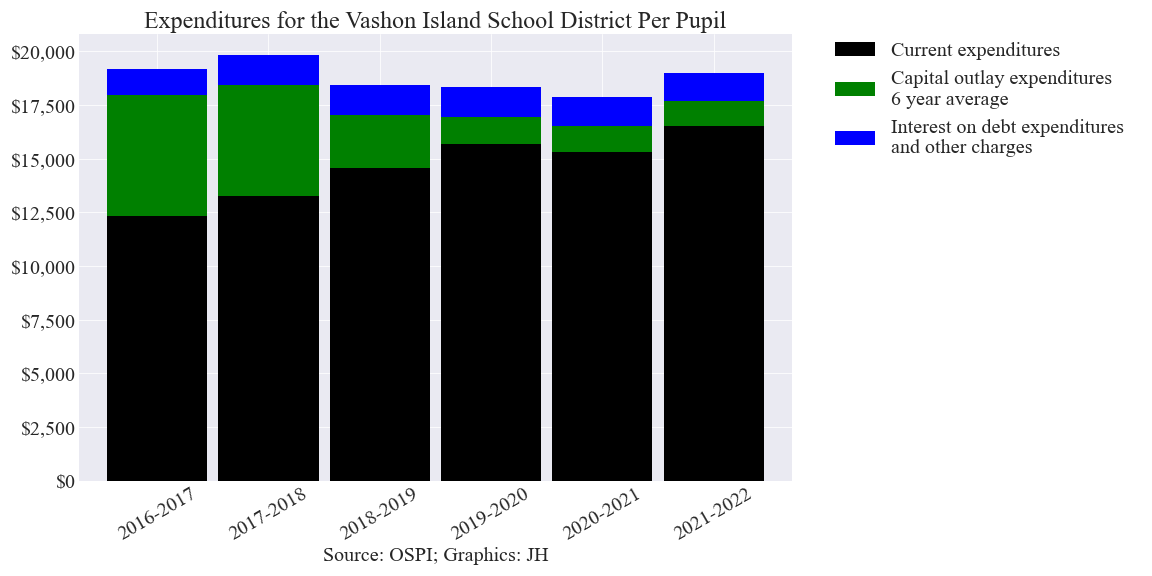 Expenditures for the Vashon Island School District Per Pupil
$20,000
$17,500
$15,000
$12,500
$10,000
$7,500
$5,000
$2,500
$0
2016-2017
2017-2018
2018-2019
2019-2020
2020-2021
2021-2022
Source: OSPI; Graphics: JH
Current expenditures
Capital outlay expenditures
6 year average
Interest on debt expenditures
and other charges